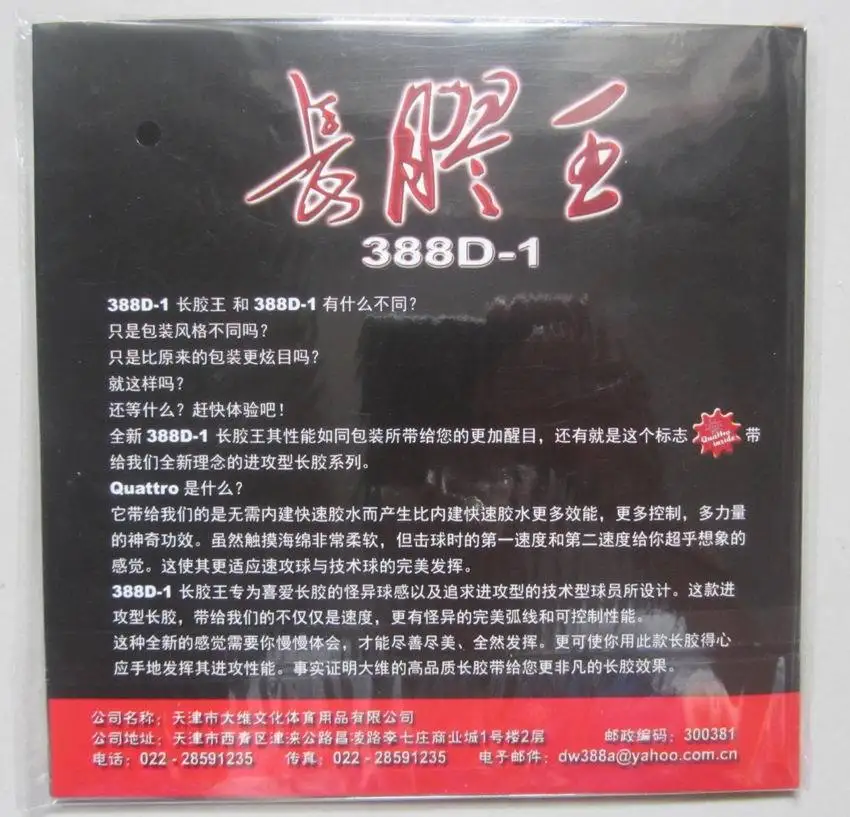 長膠王
388D-1
388D-1 长胶王 和 388D-1 有什么不同？
只是包装风格不同吗？
只是比原来的包装更炫目吗？
就这样吗？
还等什么？赶快体验吧！
全新 388D-1 长胶王其性能如同包装所带给您的更加醒目，还有就是这个标志 Quattro inside 带
给我们全新理念的进攻型长胶系列。
Quattro 是什么？
它带给我们的是无需内建快速胶水而产生比内建快速胶水更多效能，更多控制，多力量
的神奇功效。虽然触摸海绵非常柔软，但击球时的第一速度和第二速度给你超乎想象的
感觉。这使其更适应速攻球与技术球的完美发挥。
388D-1 长胶王专为喜爱长胶的怪异球感以及追求进攻型的技术型球员所设计。这款进
攻型长胶，带给我们的不仅仅是速度，更有怪异的完美弧线和可控制性能。
这种全新的感觉需要你慢慢体会，才能尽善尽美、全然发挥。更可使你用此款长胶得心
应手地发挥其进攻性能。事实证明大维的高品质长胶带给您更非凡的长胶效果。
公司名称：天津市大维文化体育用品有限公司
公司地址：天津市西青区津涞公路昌凌路李七庄商业城1号楼2层 邮政编码：300381
电话：022 - 28591235 传真：022 - 28591235 电子邮件：dw388a@yahoo.com.cn